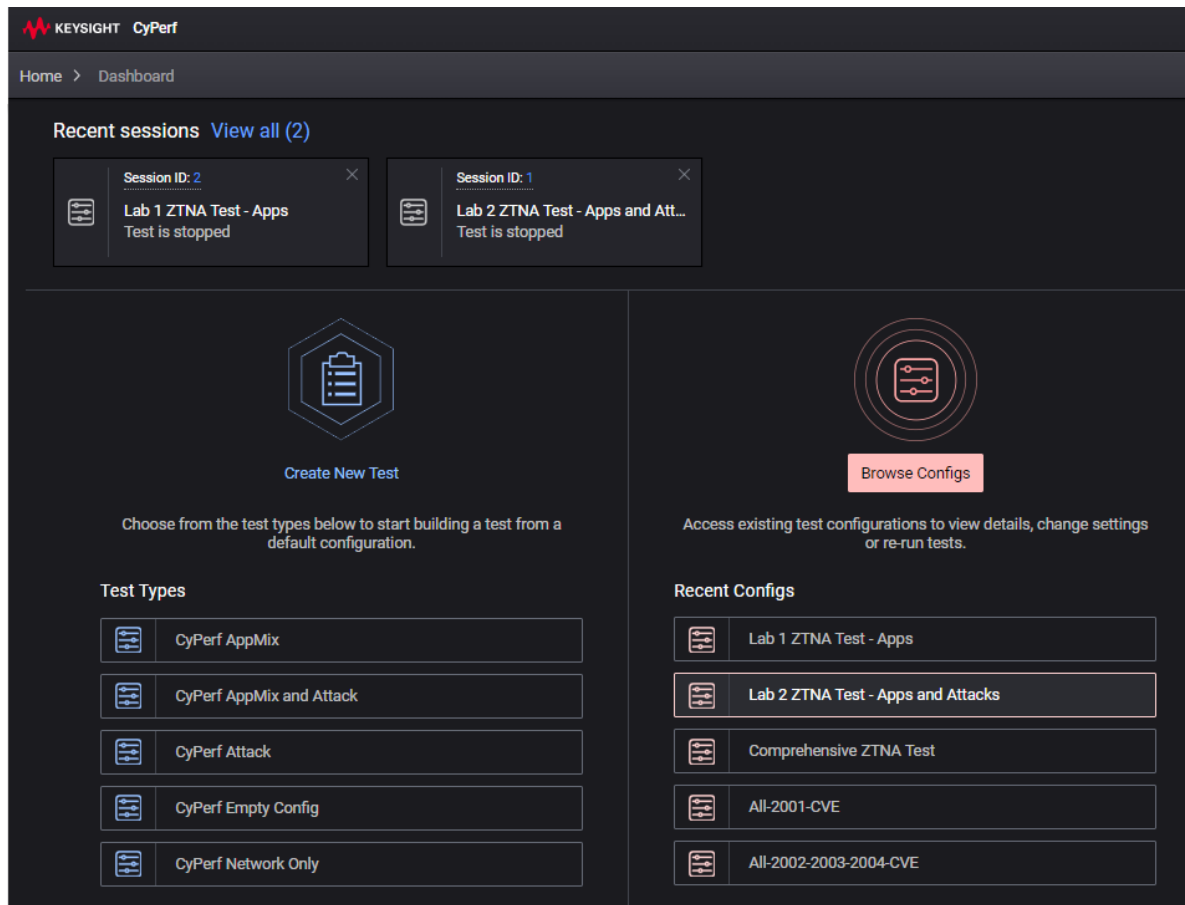 KEYSIGHT CyPerf
Home > Dashboard
Recent sessions View all (2)
Session ID: 2
Lab 1 ZTNA Test - Apps
Test is stopped
Session ID: 1
Lab 2 ZTNA Test - Apps and Att...
Test is stopped
Create New Test
Choose from the test types below to start building a test from a
default configuration.
Test Types
CyPerf AppMix
CyPerf AppMix and Attack
CyPerf Attack
CyPerf Empty Config
CyPerf Network Only
Browse Configs
Access existing test configurations to view details, change settings
or re-run tests.
Recent Configs
Lab 1 ZTNA Test - Apps
Lab 2 ZTNA Test - Apps and Attacks
Comprehensive ZTNA Test
All-2001-CVE
All-2002-2003-2004-CVE